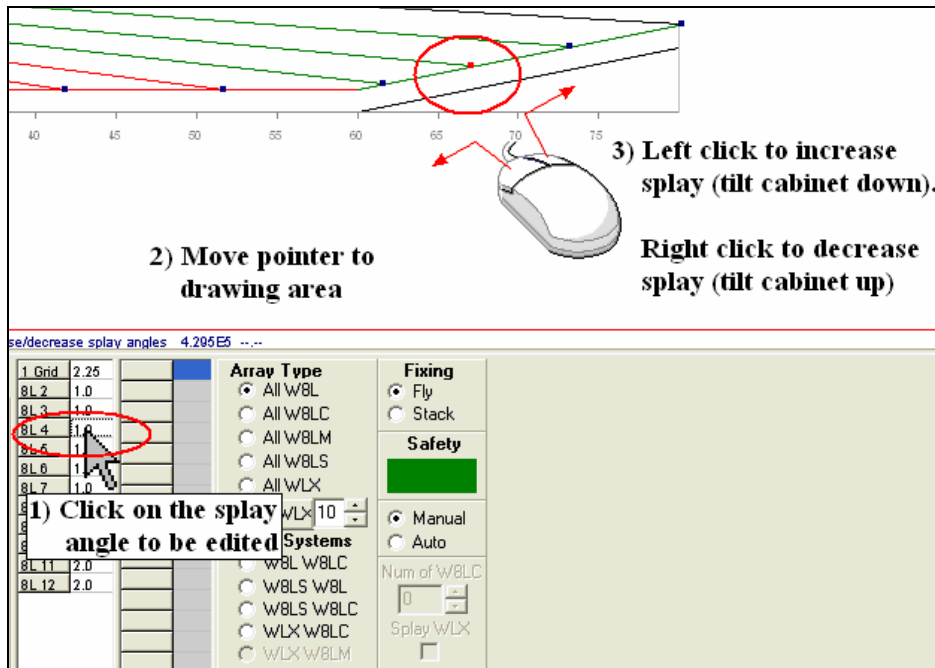 40 45 50 55 60 65 70 75
3) Left click to increase
splay (tilt cabinet down).
2) Move pointer to
drawing area
Right click to decrease
splay (tilt cabinet up)
se/decrease splay angles 4.295E5 --.--
1 Grid 2.25
8L 2 1.0
8L 3 1.0
8L 4
8L 6
8L 7 1.0
8L 11 2.0
8L 12 2.0
1) Click on the splay
angle to be edited
Array Type
All W8L
All W8LC
All W8LM
All W8LS
All WLX
WLX 10
Systems
W8L W8LC
W8LS W8L
W8LS W8LC
WLX W8LC
WLX W8LM
Fixing
Fly
Stack
Safety
Manual
Auto
Num of W8LC
0
Splay WLX